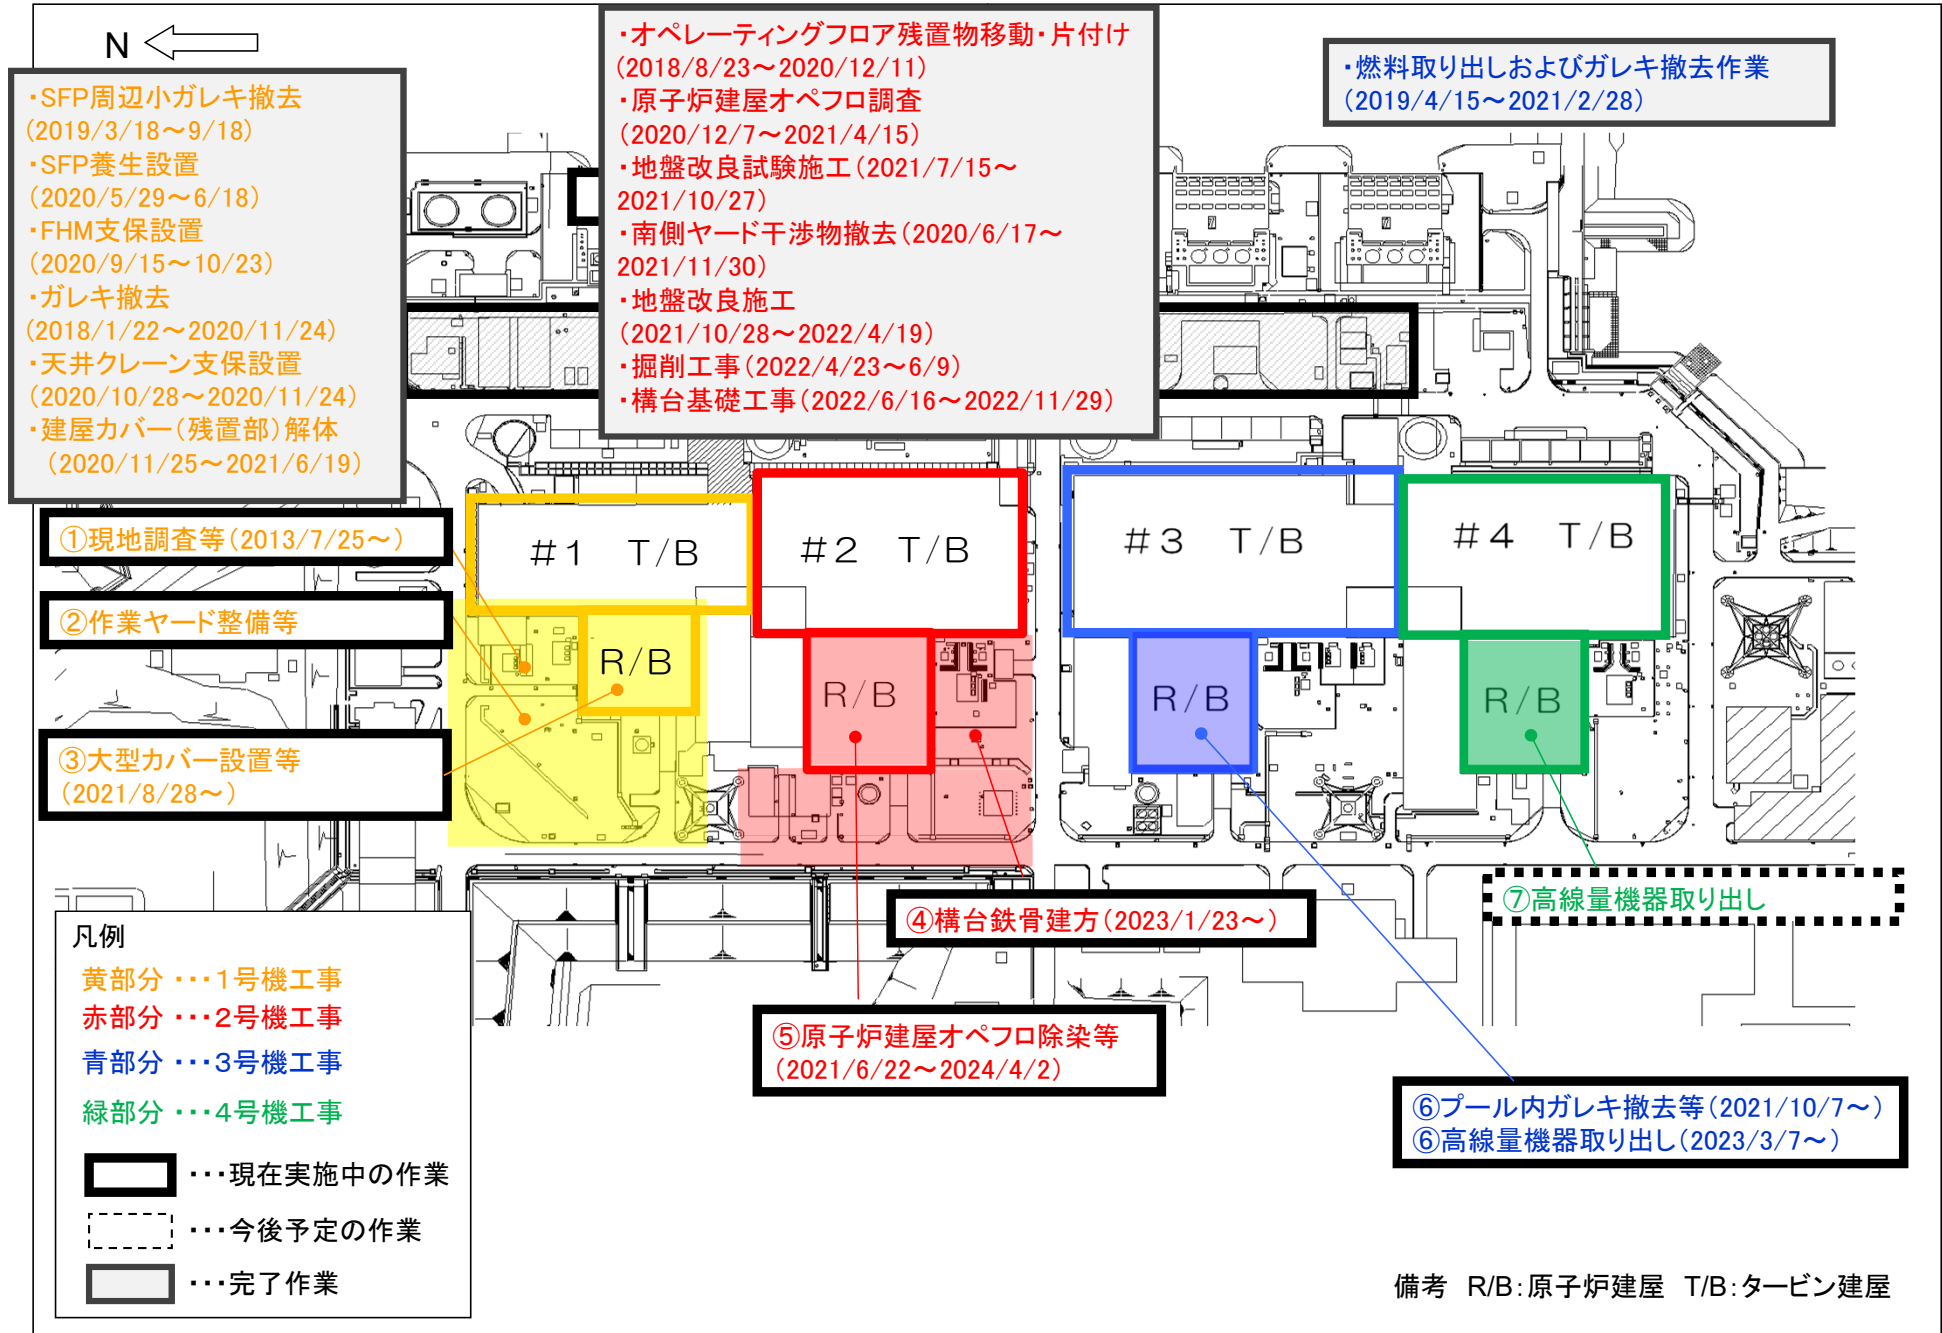 N
・SFP周辺小ガレキ撤去
(2019/3/18～9/18)
・SFP養生設置
(2020/5/29～6/18)
・FHM支保設置
(2020/9/15～10/23)
・ガレキ撤去
(2018/1/22～2020/11/24)
・天井クレーン支保設置
(2020/10/28～2020/11/24)
・建屋カバー(残置部)解体
(2020/11/25～2021/6/19)
・オペレーティングフロア残置物移動・片付け
(2018/8/23～2020/12/11)
・原子炉建屋オペフロ調査
(2020/12/7～2021/4/15)
・地盤改良試験施工(2021/7/15～
2021/10/27)
・南側ヤード干渉物撤去(2020/6/17～
2021/11/30)
・地盤改良施工
(2021/10/28～2022/4/19)
・掘削工事(2022/4/23～6/9)
・構台基礎工事(2022/6/16～2022/11/29)
・燃料取り出しおよびガレキ撤去作業
(2019/4/15～2021/2/28)
①現地調査等(2013/7/25～)
②作業ヤード整備等
③大型カバー設置等
(2021/8/28～)
#1 T/B
#2 T/B
#3 T/B
#4 T/B
R/B
R/B
R/B
R/B
④構台鉄骨建方(2023/1/23～)
⑦高線量機器取り出し
⑤原子炉建屋オペフロ除染等
(2021/6/22～2024/4/2)
⑥プール内ガレキ撤去等(2021/10/7～)
⑥高線量機器取り出し(2023/3/7～)
凡例
黄部分 ・・・1号機工事
赤部分 ・・・2号機工事
青部分 ・・・3号機工事
緑部分 ・・・4号機工事
・・・現在実施中の作業
・・・今後予定の作業
・・・完了作業
備考 R/B:原子炉建屋 T/B:タービン建屋